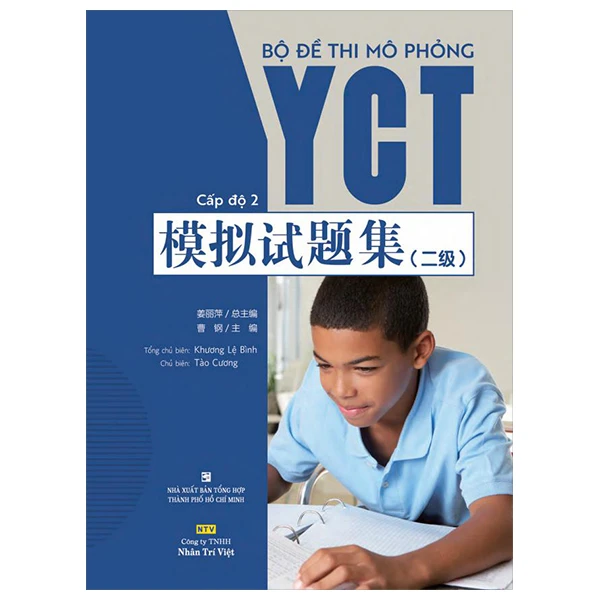 BỘ ĐỀ THI MÔ PHỎNG
YCT
Cấp độ 2
模拟试题集(二级)
姜丽萍/总主编
曹 钢/主 编
Tổng chủ biên: Khương Lệ Bình
Chủ biên: Tào Cương
NHÀ XUẤT BẢN TỔNG HỢP
THÀNH PHỐ HỒ CHÍ MINH
NTV
Công ty TNHH
Nhân Trí Việt